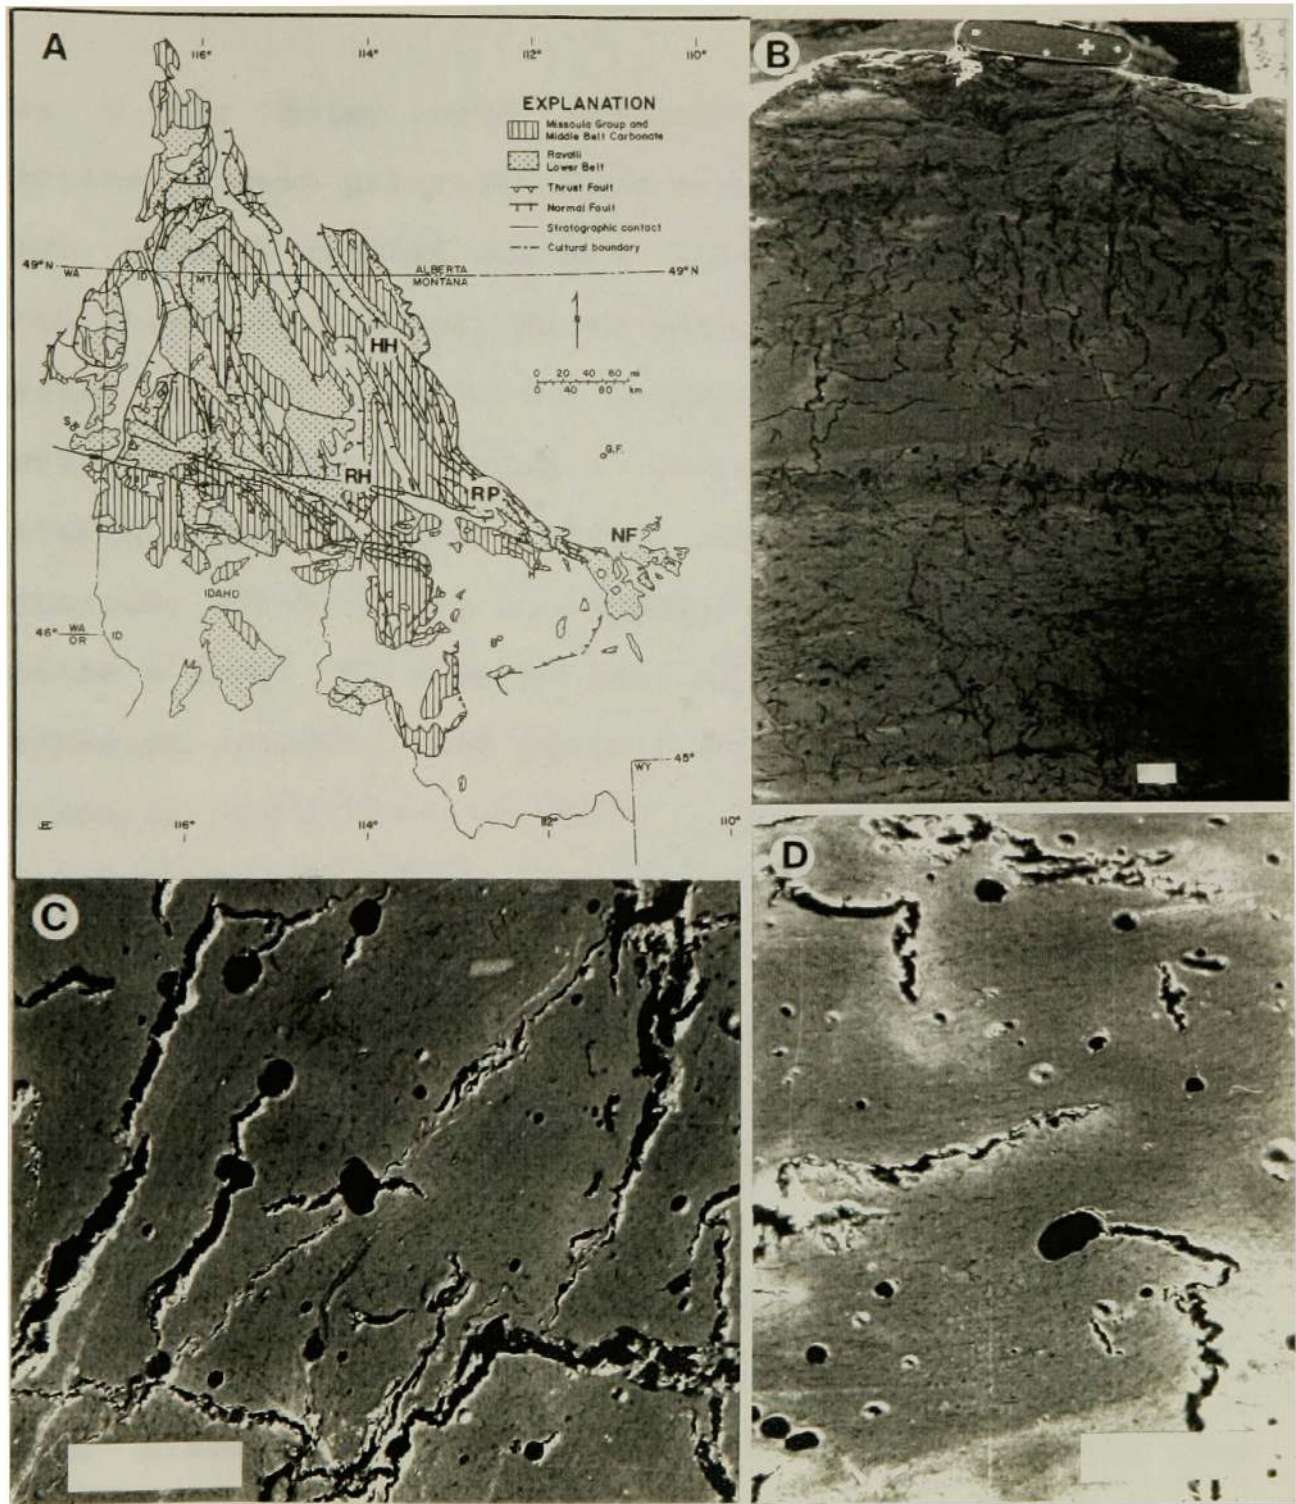 A
116°
114°
112°
110°
EXPLANATION
Missoula Group and
Middle Belt Carbonate
Ravalli
Lower Belt
Thrust Fault
Normal Fault
Stratigraphic contact
Cultural boundary
49° N
WA
ID
MT
ALBERTA
MONTANA
49° N
HH
0 20 40 60 mi
0 40 80 km
S
G.F.
RH
RP
NF
H
IDAHO
46°
WA
OR
ID
B
WY
45°
116°
114°
112°
110°
B
C
D